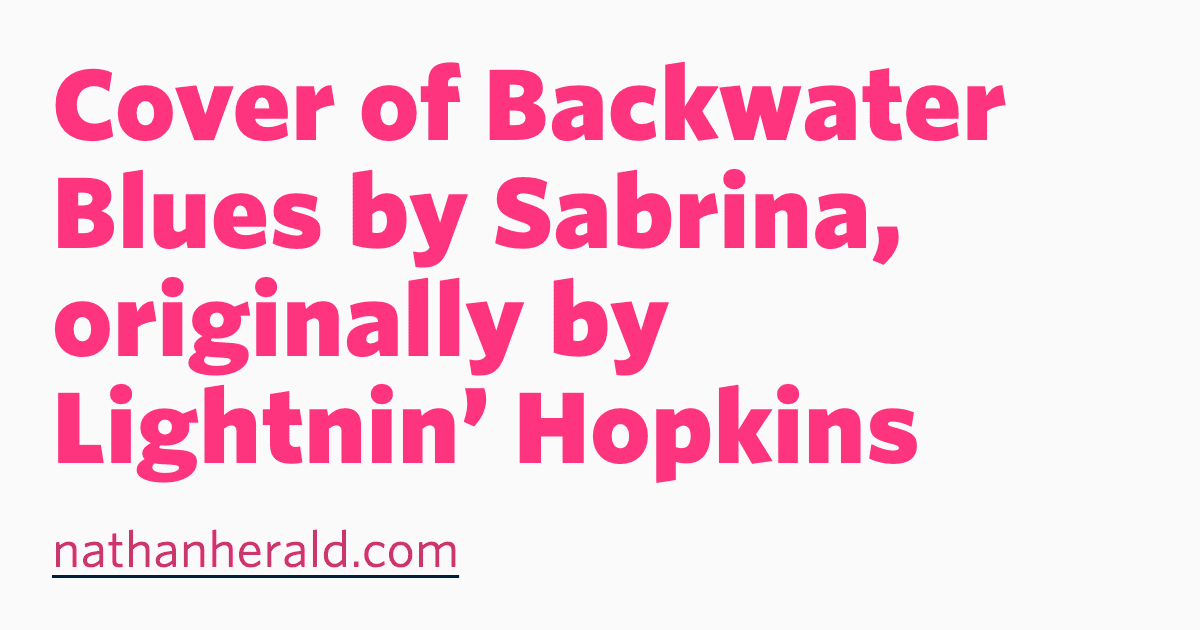 Cover of Backwater
Blues by Sabrina,
originally by
Lightnin’ Hopkins
nathanherald.com